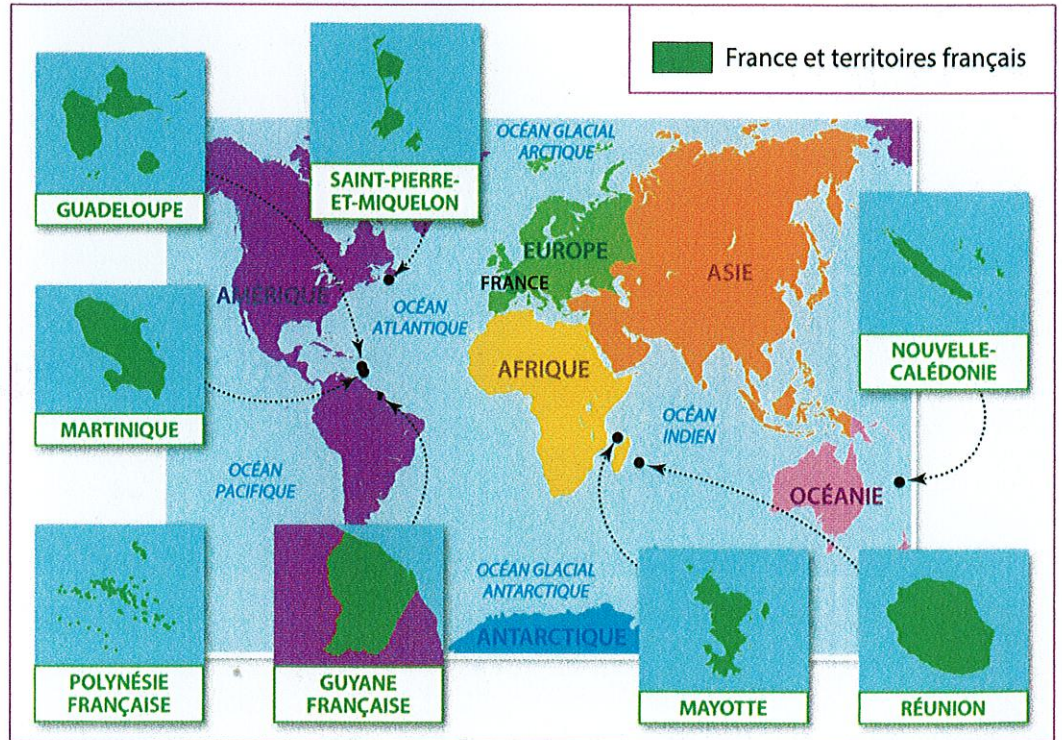 France et territoires français
GUADELOUPE
SAINT-PIERRE-
ET-MIQUELON
OCÉAN GLACIAL
ARCTIQUE
EUROPE
FRANCE
ASIE
AMÉRIQUE
OCÉAN
ATLANTIQUE
AFRIQUE
NOUVELLE-
CALÉDONIE
MARTINIQUE
OCÉAN
INDIEN
OCÉAN
PACIFIQUE
OCÉANIE
OCÉAN GLACIAL
ANTARCTIQUE
ANTARCTIQUE
POLYNÉSIE
FRANÇAISE
GUYANE
FRANÇAISE
MAYOTTE
RÉUNION